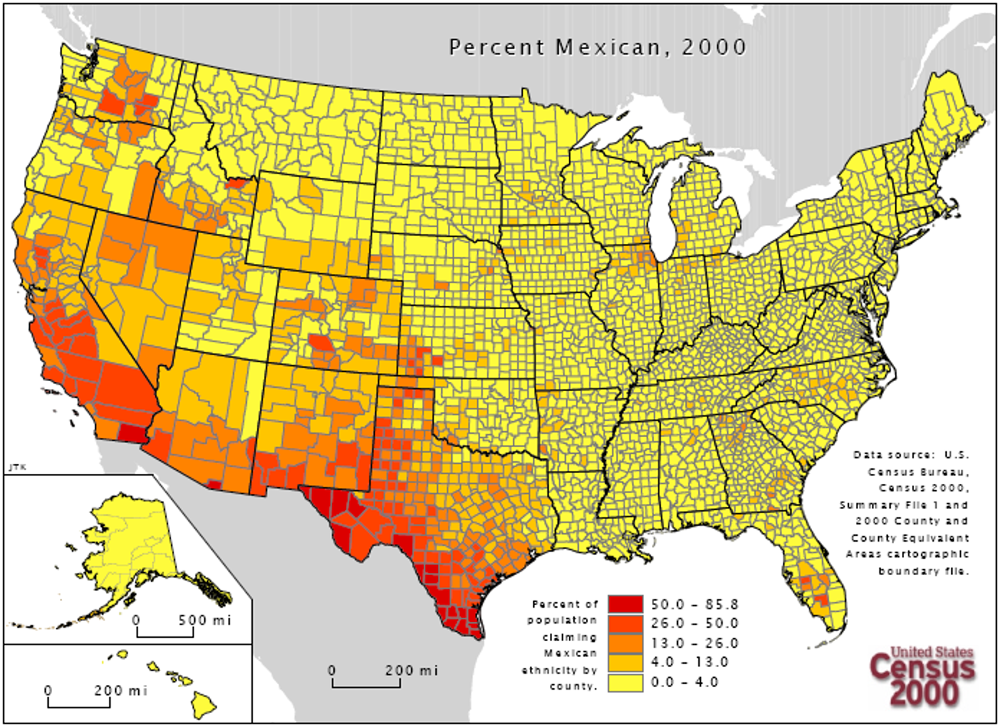 Percent Mexican, 2000
JTK
Data source: U.S.
Census Bureau,
Census 2000,
Summary File 1 and
2000 County and
County Equivalent
Areas cartographic
boundary file.
0 500 mi
0 200 mi
0 200 mi
Percent of
population
claiming
Mexican
ethnicity by
county.
50.0 - 85.8
26.0 - 50.0
13.0 - 26.0
4.0 - 13.0
0.0 - 4.0
United States
Census
2000